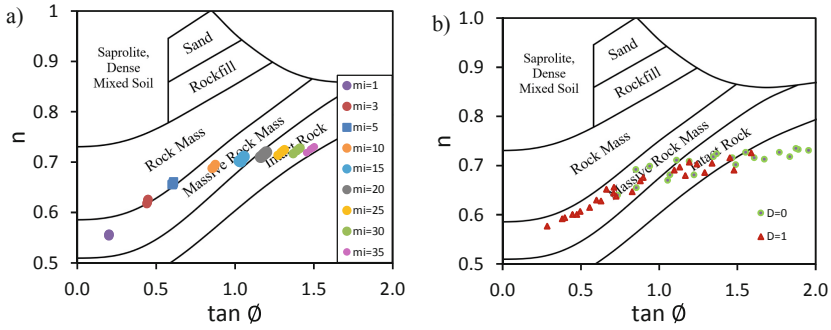 a)
1
0.9
0.8
0.7
0.6
0.5
n
0.0
0.5
1.0
1.5
2.0
tan Ø
Saprolite,
Dense
Mixed Soil
Sand
Rockfill
Rock Mass
Massive Rock Mass
Rock
mi=1
mi=3
mi=5
mi=10
mi=15
mi=20
mi=25
mi=30
mi=35
b)
1.0
0.9
0.8
0.7
0.6
0.5
n
0.0
0.5
1.0
1.5
2.0
tan Ø
Saprolite,
Dense
Mixed Soil
Sand
Rockfill
Rock Mass
Massive Rock Mass
Intact Rock
D=0
D=1